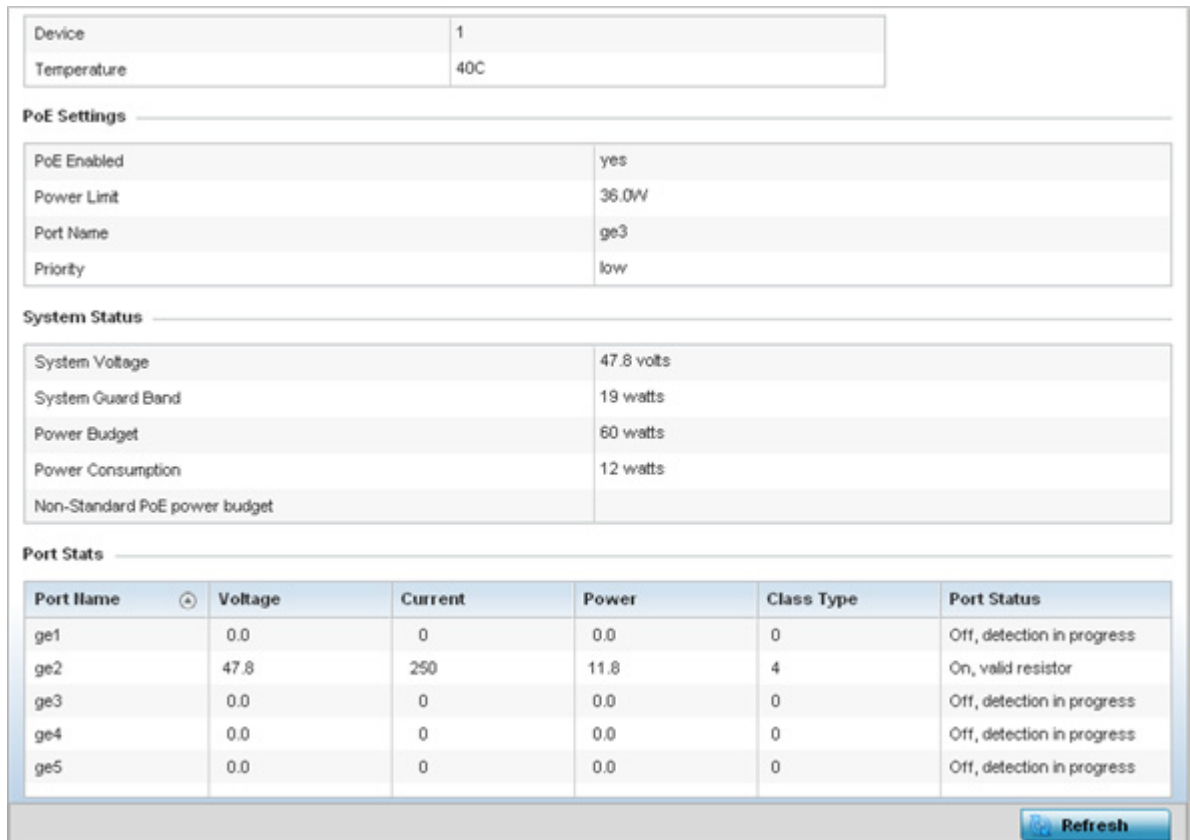 Device 1
Temperature 40C
PoE Settings
PoE Enabled yes
Power Limit 36.0W
Port Name ge3
Priority low
System Status
System Voltage 47.8 volts
System Guard Band 19 watts
Power Budget 60 watts
Power Consumption 12 watts
Non-Standard PoE power budget
Port Stats
Port Name Voltage Current Power Class Type Port Status
ge1 0.0 0 0.0 0 Off, detection in progress
ge2 47.8 250 11.8 4 On, valid resistor
ge3 0.0 0 0.0 0 Off, detection in progress
ge4 0.0 0 0.0 0 Off, detection in progress
ge5 0.0 0 0.0 0 Off, detection in progress
Refresh